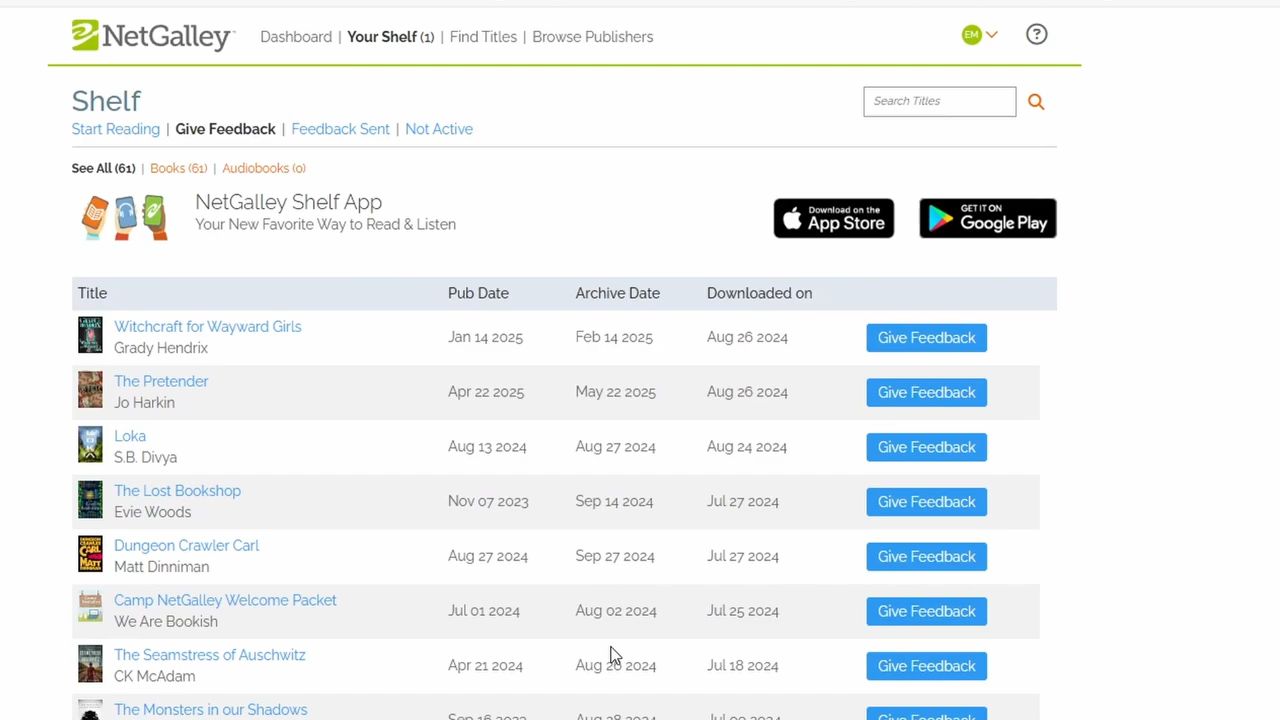 NetGalley Dashboard | Your Shelf (1) | Find Titles | Browse Publishers EM ?
Shelf Search Titles
Start Reading | Give Feedback | Feedback Sent | Not Active
See All (61) | Books (61) | Audiobooks (0)
NetGalley Shelf App
Your New Favorite Way to Read & Listen
Download on the
App Store
GET IT ON
Google Play
Title Pub Date Archive Date Downloaded on
Witchcraft for Wayward Girls
Grady Hendrix
Jan 14 2025 Feb 14 2025 Aug 26 2024 Give Feedback
The Pretender
Jo Harkin
Apr 22 2025 May 22 2025 Aug 26 2024 Give Feedback
Loka
S.B. Divya
Aug 13 2024 Aug 27 2024 Aug 24 2024 Give Feedback
The Lost Bookshop
Evie Woods
Nov 07 2023 Sep 14 2024 Jul 27 2024 Give Feedback
DUNGEON CRAWLER CARL MATT
Dungeon Crawler Carl
Matt Dinniman
Aug 27 2024 Sep 27 2024 Jul 27 2024 Give Feedback
Camp NetGalley Welcome Packet
We Are Bookish
Jul 01 2024 Aug 02 2024 Jul 25 2024 Give Feedback
The Seamstress of Auschwitz
CK McAdam
Apr 21 2024 Aug 2024 Jul 18 2024 Give Feedback
The Monsters in our Shadows
Give Feedback